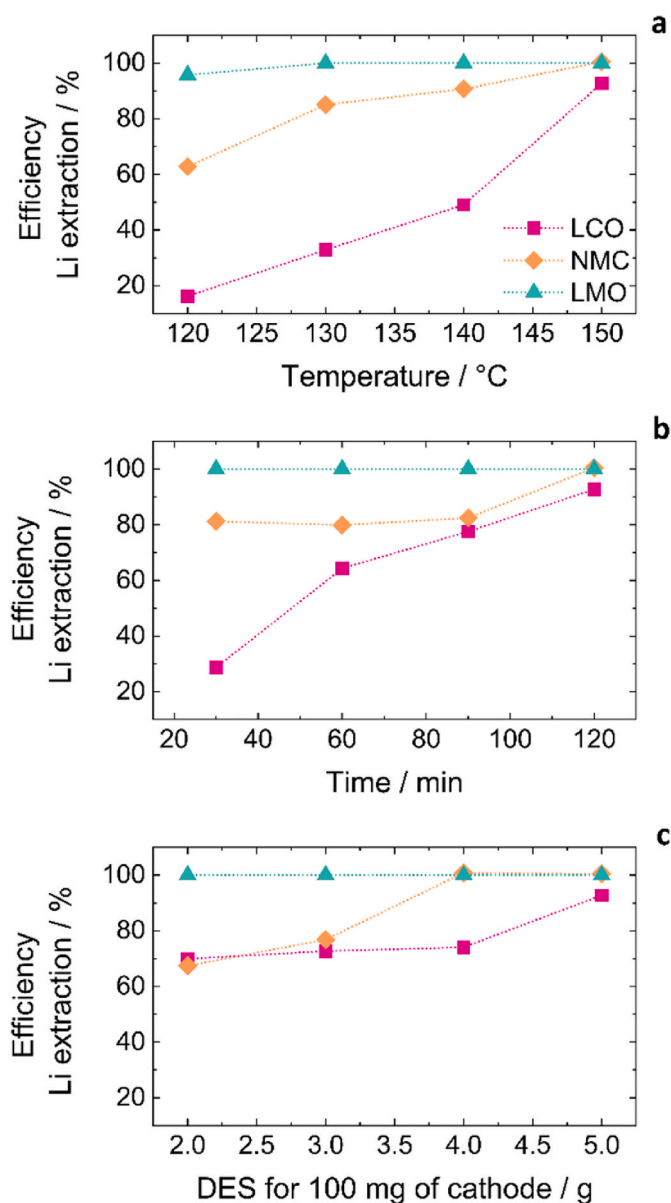 a
100
80
60
40
20
Efficiency
Li extraction / %
LCO
NMC
LMO
120 125 130 135 140 145 150
Temperature / °C
b
100
80
60
40
20
Efficiency
Li extraction / %
20 40 60 80 100 120
Time / min
c
100
80
60
40
20
Efficiency
Li extraction / %
2.0 2.5 3.0 3.5 4.0 4.5 5.0
DES for 100 mg of cathode / g